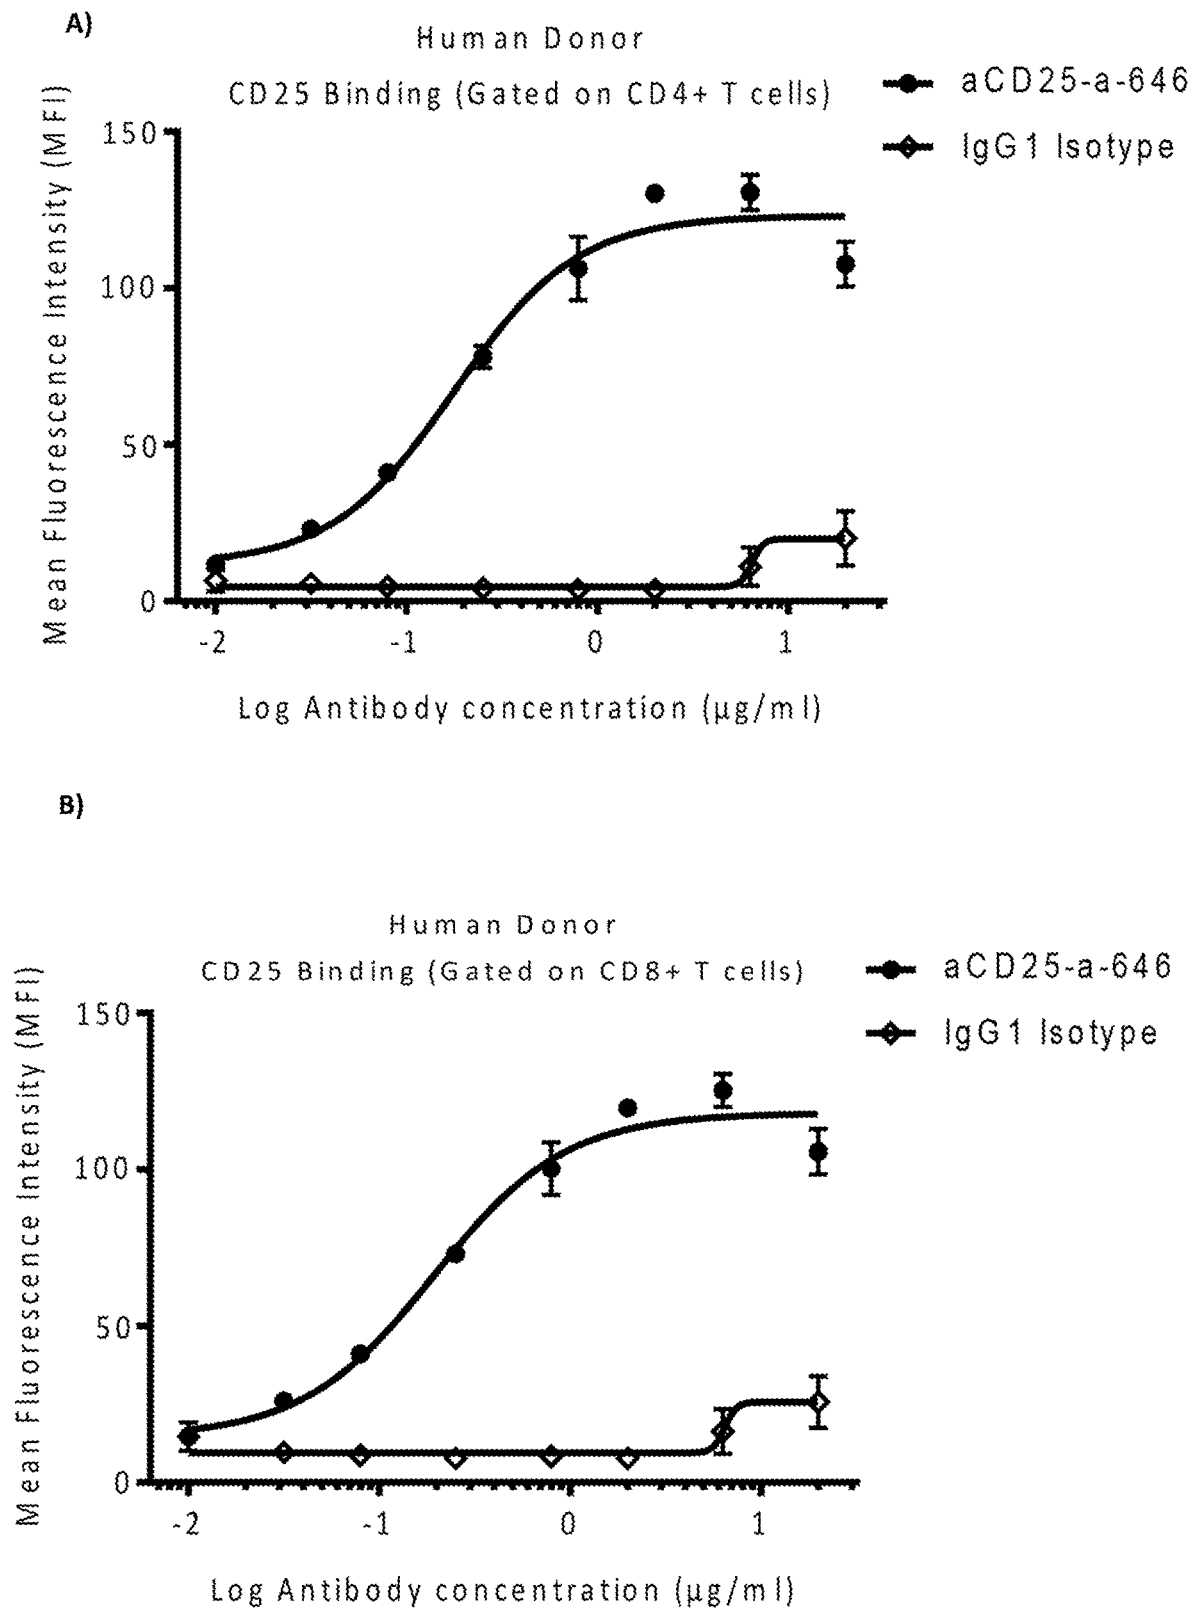 A)
Human Donor
CD25 Binding (Gated on CD4+ T cells)
aCD25-a-646
IgG1 Isotype
Mean Fluorescence Intensity (MFI)
150
100
50
0
-2 -1 0 1
Log Antibody concentration (µg/ml)
B)
Human Donor
CD25 Binding (Gated on CD8+ T cells)
aCD25-a-646
IgG1 Isotype
Mean Fluorescence Intensity (MFI)
150
100
50
0
-2 -1 0 1
Log Antibody concentration (µg/ml)